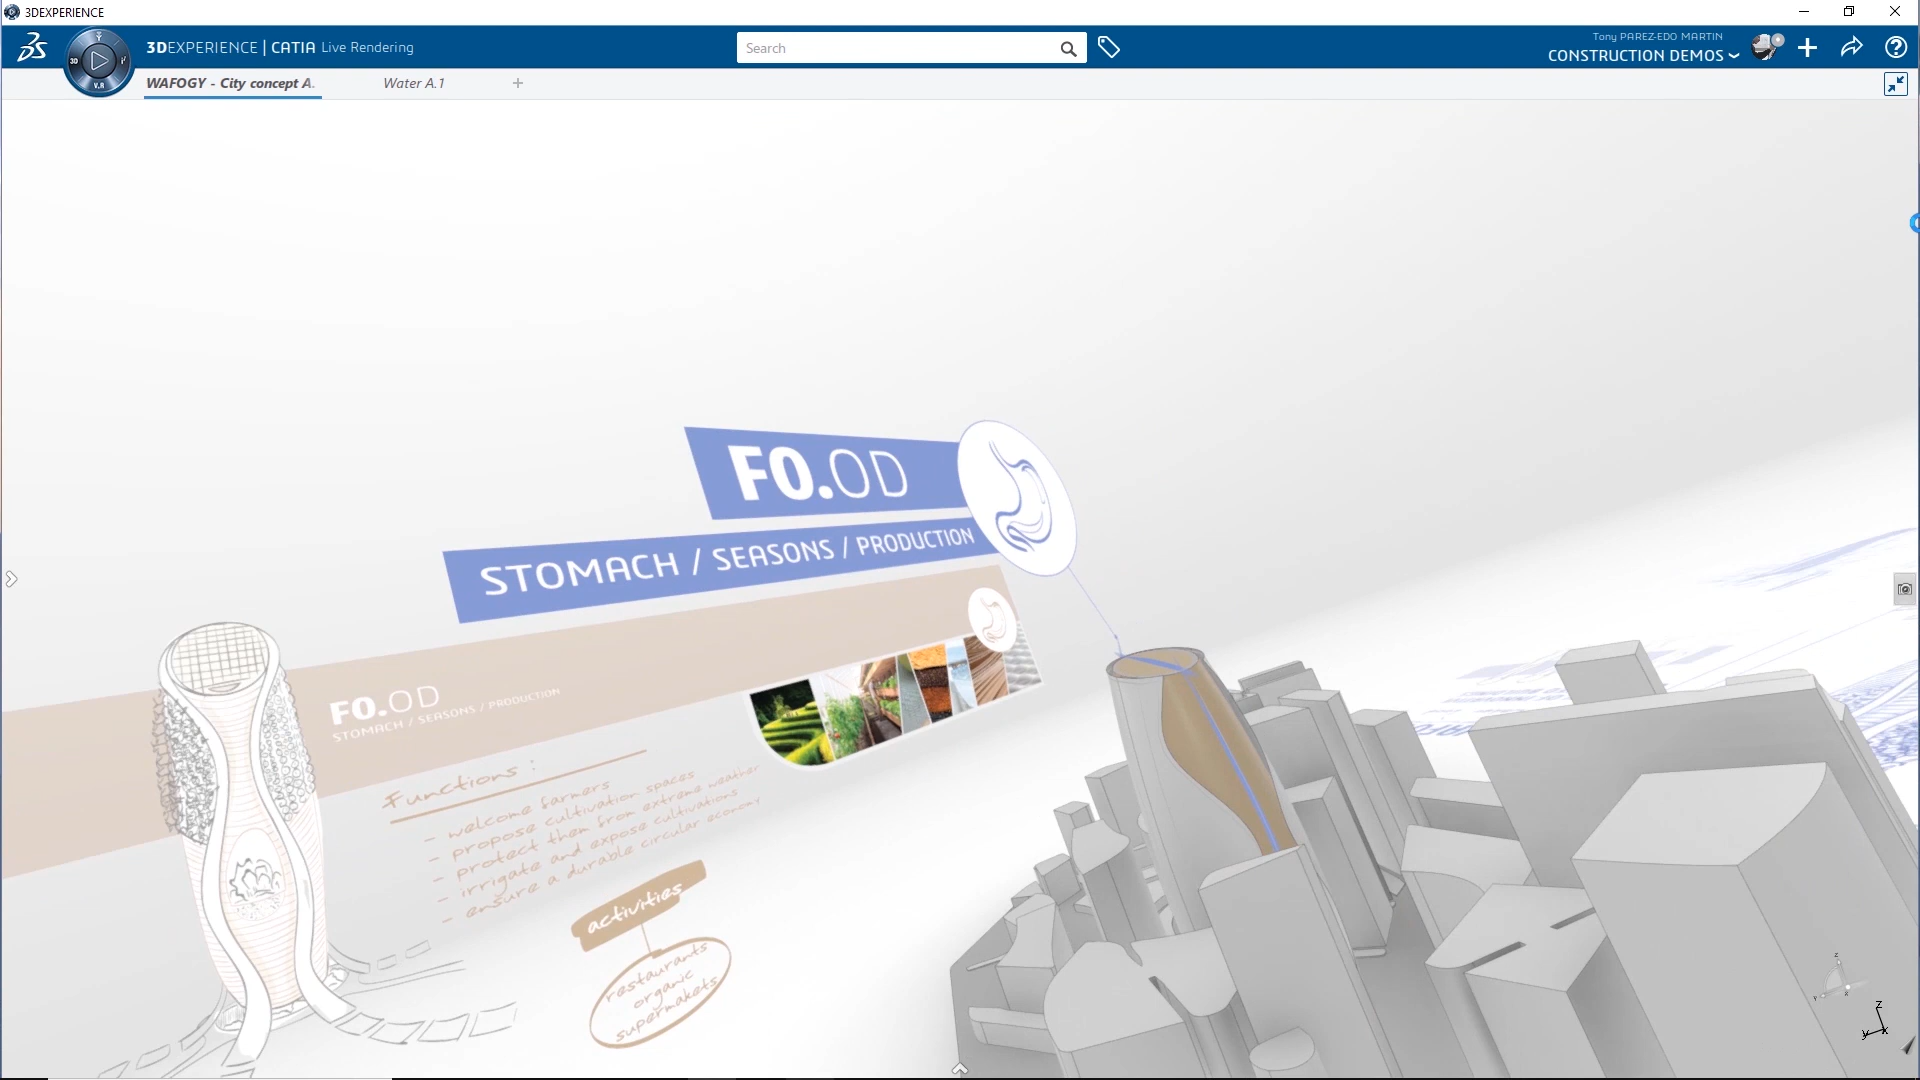 3DEXPERIENCE
3DEXPERIENCE | CATIA Live Rendering
Search
Tony PAREZ-EDO MARTIN
CONSTRUCTION DEMOS
3D
V.R
WAFOGY - City concept A.
Water A.1
FO.OD
STOMACH / SEASONS / PRODUCTION
FO.OD
STOMACH / SEASONS / PRODUCTION
Functions :
- welcome farmers
- propose cultivation spaces
- protect them from extreme weather
- irrigate and expose cultivations
- ensure a durable circular economy
activities
restaurants
organic
supermakets
z
Y
x
Z
y
x